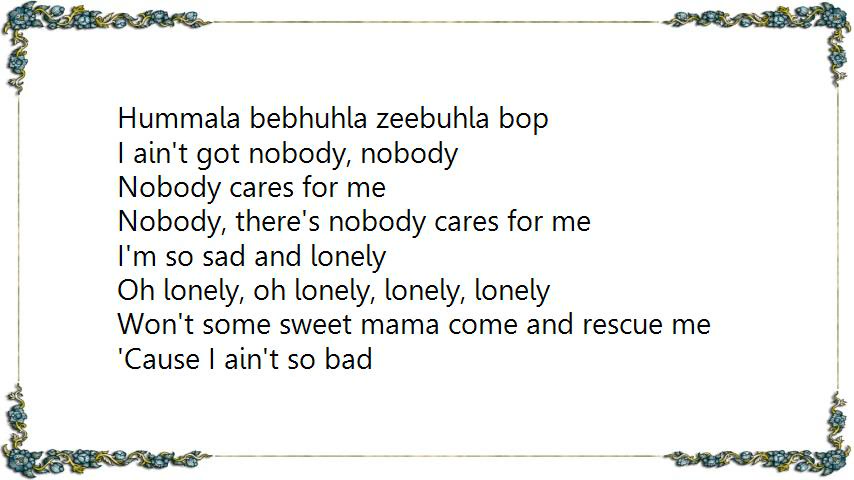 Hummala bebhuhla zeebuhla bop
I ain't got nobody, nobody
Nobody cares for me
Nobody, there's nobody cares for me
I'm so sad and lonely
Oh lonely, oh lonely, lonely, lonely
Won't some sweet mama come and rescue me
'Cause I ain't so bad